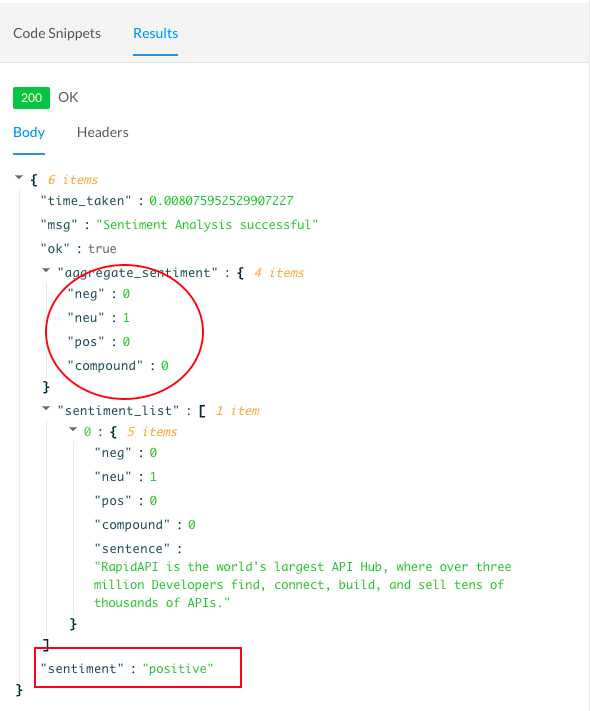 Code Snippets Results
200 OK
Body Headers
{ 6 items
"time_taken" : 0.008075952529907227
"msg" : "Sentiment Analysis successful"
"ok" : true
"aggregate_sentiment" : { 4 items
"neg" : 0
"neu" : 1
"pos" : 0
"compound" : 0
}
"sentiment_list" : [ 1 item
0 : { 5 items
"neg" : 0
"neu" : 1
"pos" : 0
"compound" : 0
"sentence" :
"RapidAPI is the world's largest API Hub, where over three
million Developers find, connect, build, and sell tens of
thousands of APIs."
}
]
"sentiment" : "positive"
}